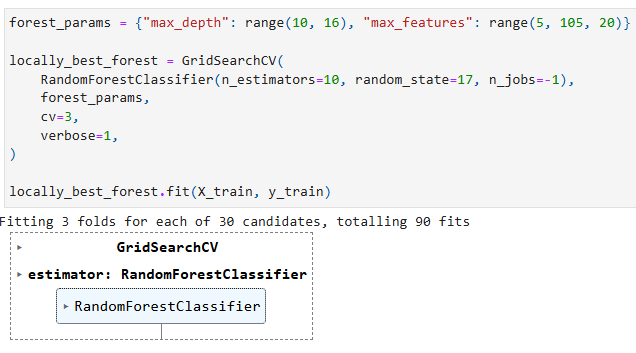 forest_params = {"max_depth": range(10, 16), "max_features": range(5, 105, 20)}
locally_best_forest = GridSearchCV(
    RandomForestClassifier(n_estimators=10, random_state=17, n_jobs=-1),
    forest_params,
    cv=3,
    verbose=1,
)
locally_best_forest.fit(X_train, y_train)
Fitting 3 folds for each of 30 candidates, totalling 90 fits
GridSearchCV
estimator: RandomForestClassifier
RandomForestClassifier